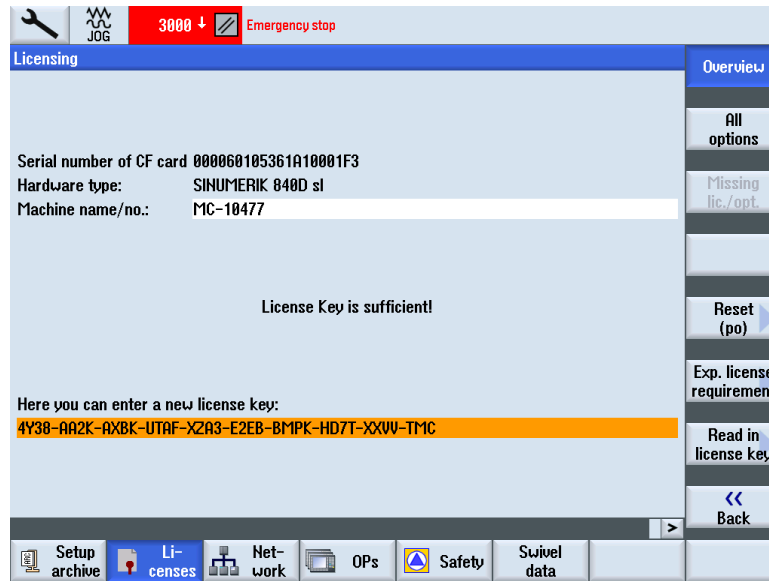 JOG
3000 ↓ Emergency stop
Licensing
Overview
All
options
Serial number of CF card 000060105361A10001F3
Hardware type: SINUMERIK 840D sl
Missing
lic./opt.
Machine name/no.: MC-10477
License Key is sufficient!
Reset
(po)
Exp. license
requiremen
Here you can enter a new license key:
4Y38-AA2K-AXBK-UTAF-XZA3-E2EB-BMPK-HD7T-XXVV-TMC
Read in
license key
<<
Back
>
Setup
archive
Li-
censes
Net-
work
OPs
Safety
Swivel
data